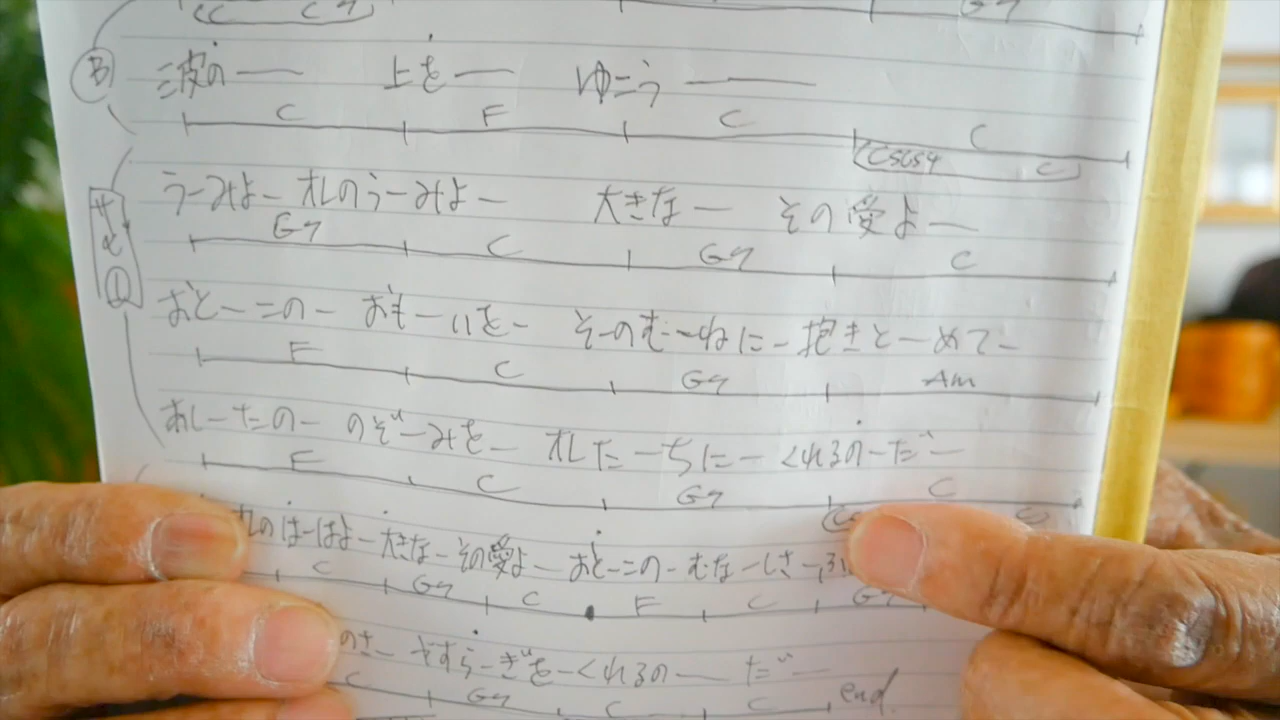 C C7 G7
B 波の― 上を― ゆこう ―
C F C C
うーみよー オレのうーみよー 大きなー その愛よー
G7 C G7 C
サビ①
おとーこのー おもーいをー そのむーねにー抱きとーめてー
F C G7 Am
あしーたのー のぞーみをー オレたーちにーくれるのーだー
F C G7 C
レのはーはよー大きなーその愛よーおとーこのーむなーしさー
C G7 C F C G7
のさー やすらーぎをーくれるの― だ―
C G7 C C end.